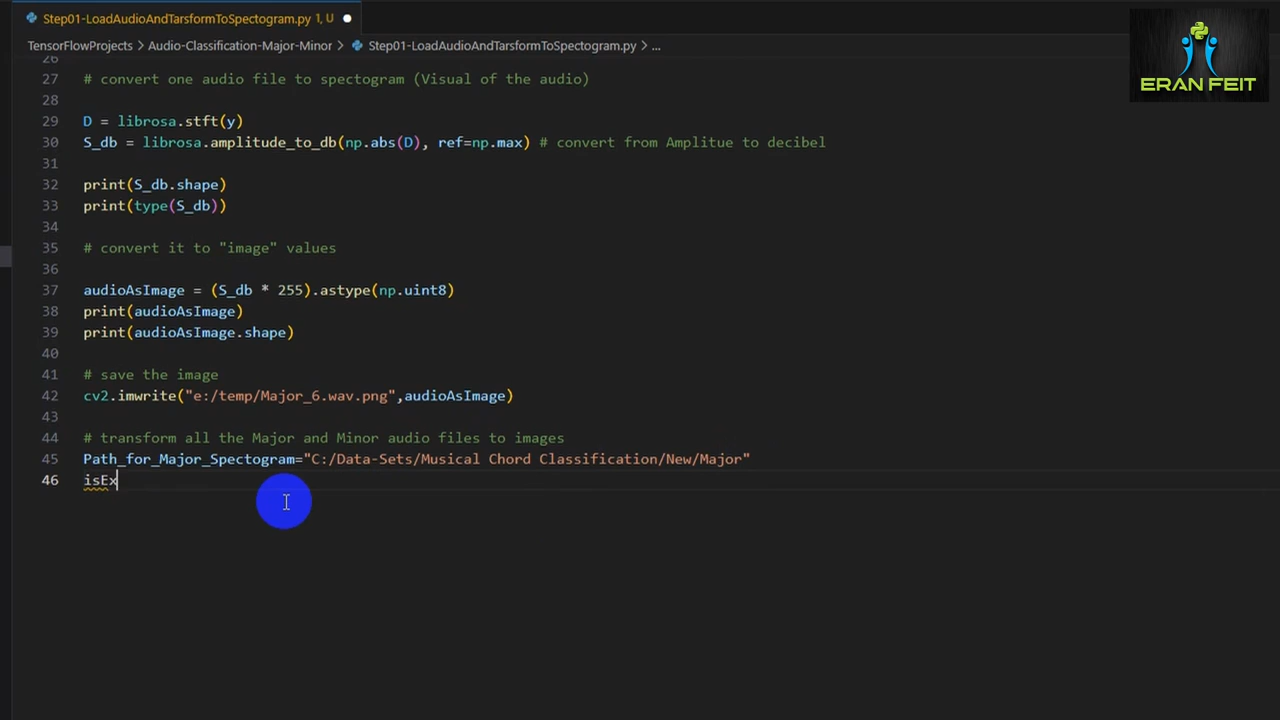 Step01-LoadAudioAndTarsformToSpectogram.py 1, U
TensorFlowProjects > Audio-Classification-Major-Minor > Step01-LoadAudioAndTarsformToSpectogram.py > ...
ERAN FEIT
26
27 # convert one audio file to spectogram (Visual of the audio)
28
29 D = librosa.stft(y)
30 S_db = librosa.amplitude_to_db(np.abs(D), ref=np.max) # convert from Amplitue to decibel
31
32 print(S_db.shape)
33 print(type(S_db))
34
35 # convert it to "image" values
36
37 audioAsImage = (S_db * 255).astype(np.uint8)
38 print(audioAsImage)
39 print(audioAsImage.shape)
40
41 # save the image
42 cv2.imwrite("e:/temp/Major_6.wav.png",audioAsImage)
43
44 # transform all the Major and Minor audio files to images
45 Path_for_Major_Spectogram="C:/Data-Sets/Musical Chord Classification/New/Major"
46 isEx